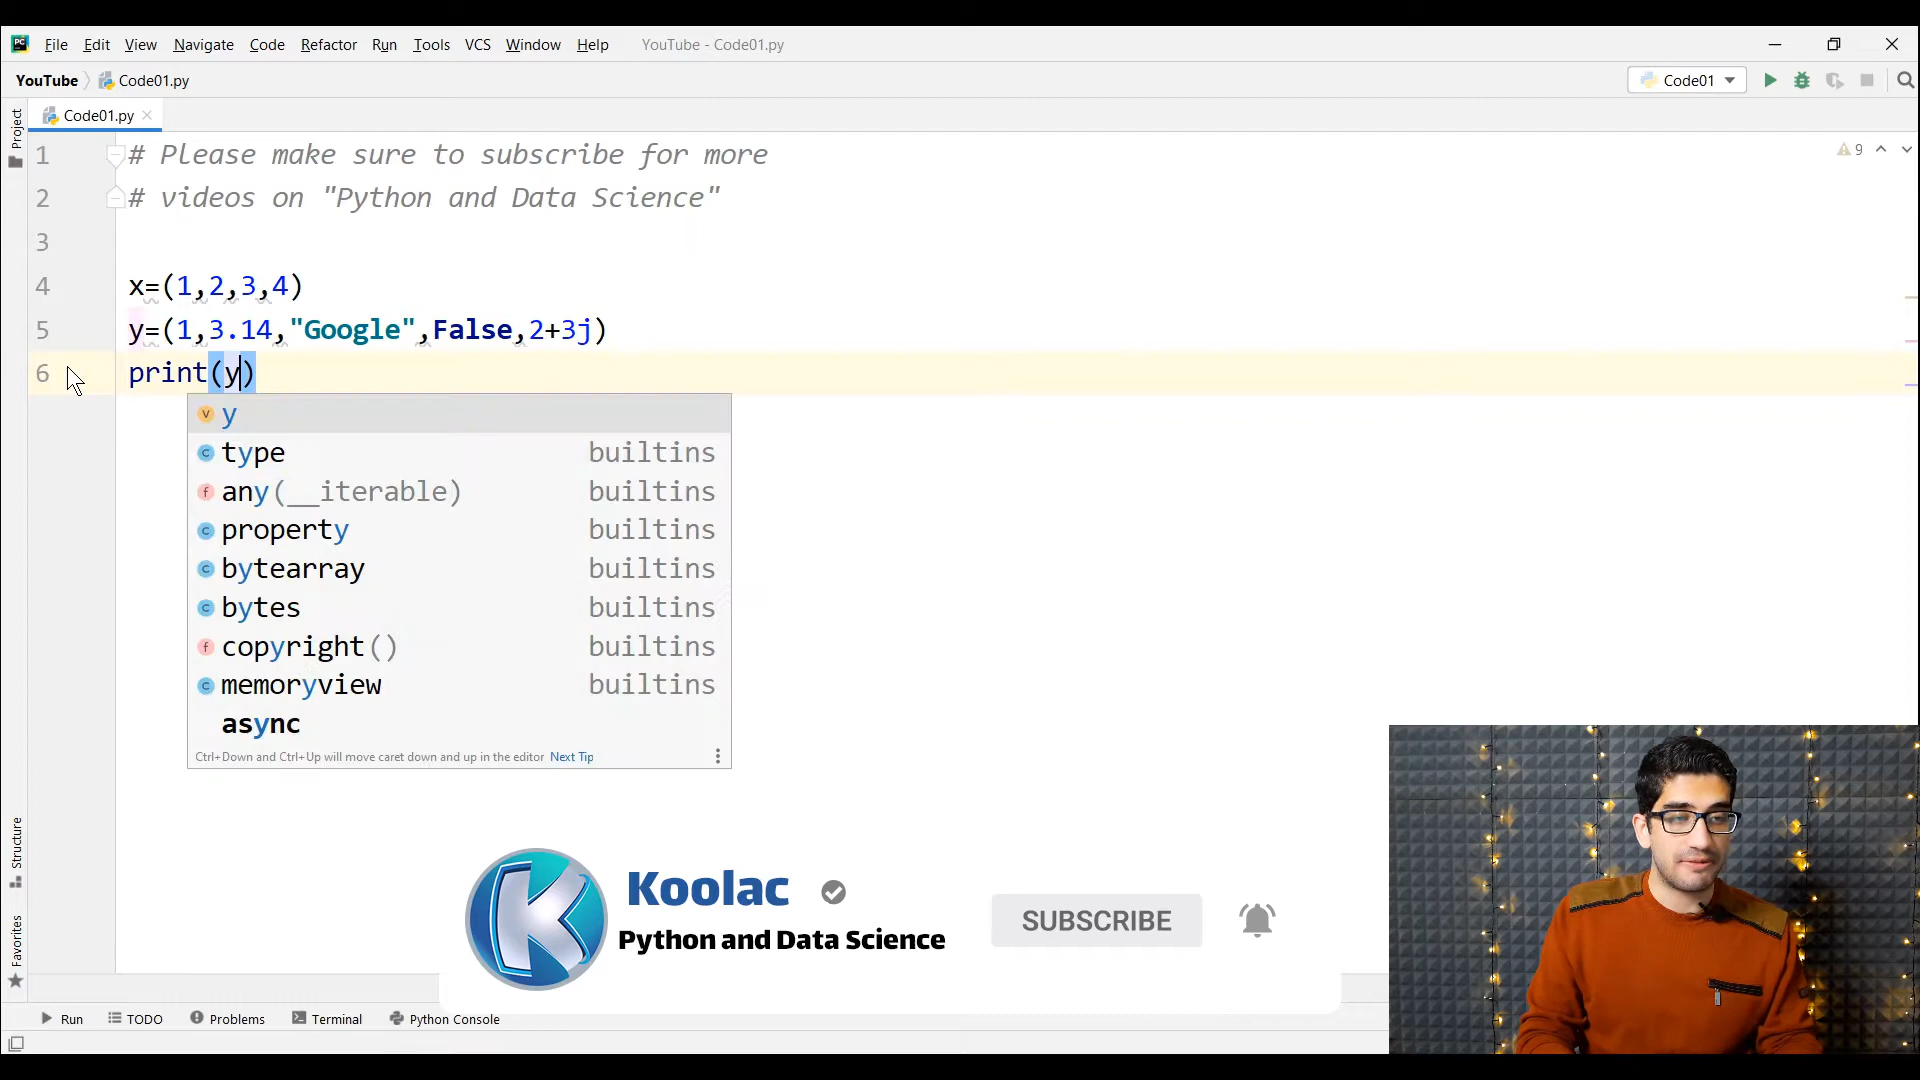 PC File Edit View Navigate Code Refactor Run Tools VCS Window Help YouTube - Code01.py
YouTube Code01.py Code01
Project
Code01.py
9
1 # Please make sure to subscribe for more
2 # videos on "Python and Data Science"
3
4 x=(1,2,3,4)
5 y=(1,3.14,"Google",False,2+3j)
6 print(y)
v y
c type builtins
f any(__iterable) builtins
c property builtins
c bytearray builtins
c bytes builtins
f copyright() builtins
c memoryview builtins
async
Ctrl+Down and Ctrl+Up will move caret down and up in the editor Next Tip
Structure
Favorites
K Koolac
Python and Data Science
SUBSCRIBE
Run TODO Problems Terminal Python Console